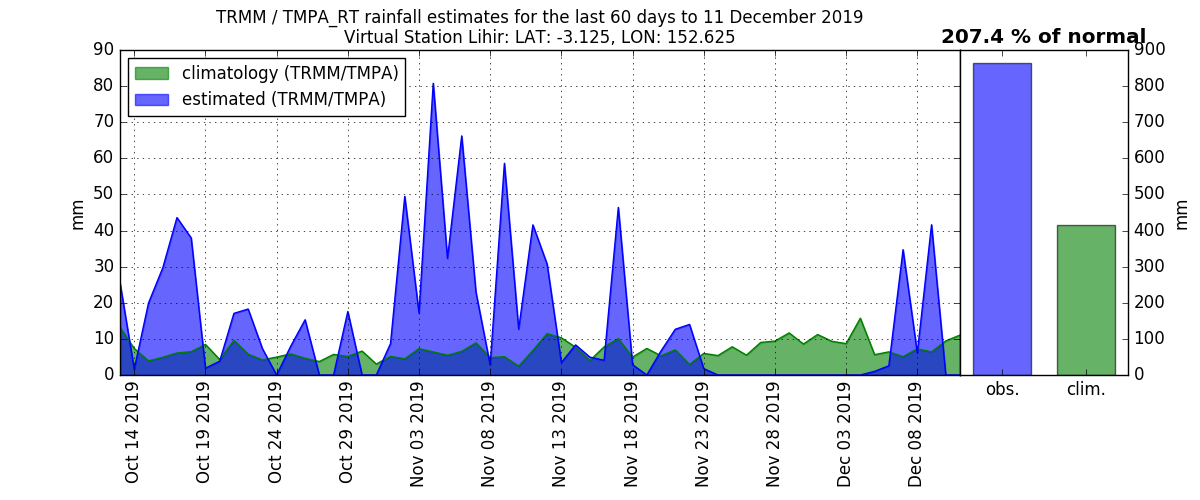 TRMM / TMPA_RT rainfall estimates for the last 60 days to 11 December 2019
Virtual Station Lihir: LAT: -3.125, LON: 152.625
207.4 % of normal
climatology (TRMM/TMPA)
estimated (TRMM/TMPA)
mm
90
80
70
60
50
40
30
20
10
0
Oct 14 2019
Oct 19 2019
Oct 24 2019
Oct 29 2019
Nov 03 2019
Nov 08 2019
Nov 13 2019
Nov 18 2019
Nov 23 2019
Nov 28 2019
Dec 03 2019
Dec 08 2019
obs.
clim.
900
800
700
600
500
400
300
200
100
0
mm